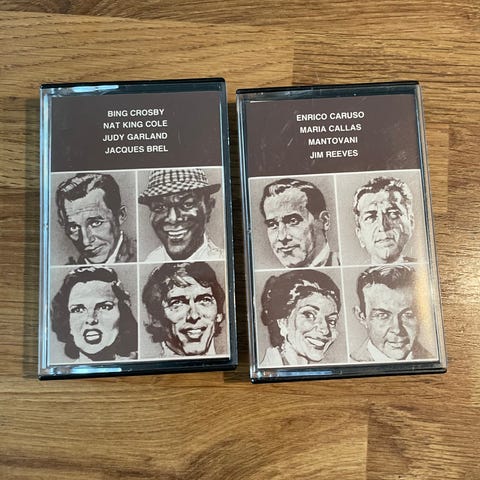 BING CROSBY
NAT KING COLE
JUDY GARLAND
JACQUES BREL
ENRICO CARUSO
MARIA CALLAS
MANTOVANI
JIM REEVES